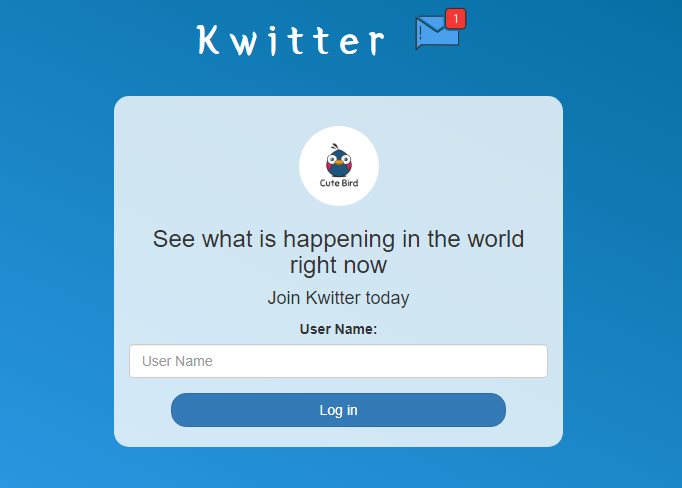 Kwitter
1
Cute Bird
See what is happening in the world
right now
Join Kwitter today
User Name:
User Name
Log in